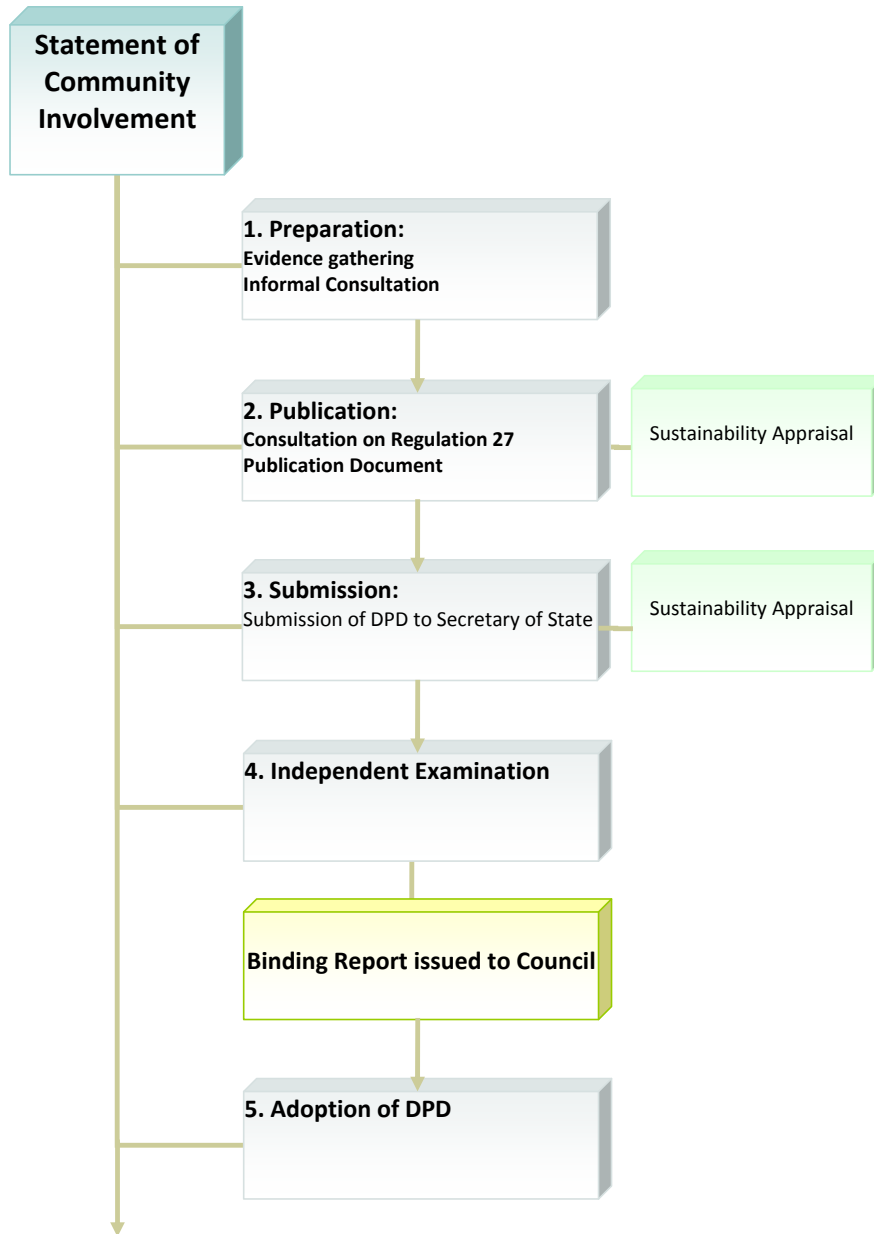 Statement of
Community
Involvement
1. Preparation:
Evidence gathering
Informal Consultation
2. Publication:
Consultation on Regulation 27
Publication Document
Sustainability Appraisal
3. Submission:
Submission of DPD to Secretary of State
Sustainability Appraisal
4. Independent Examination
Binding Report issued to Council
5. Adoption of DPD